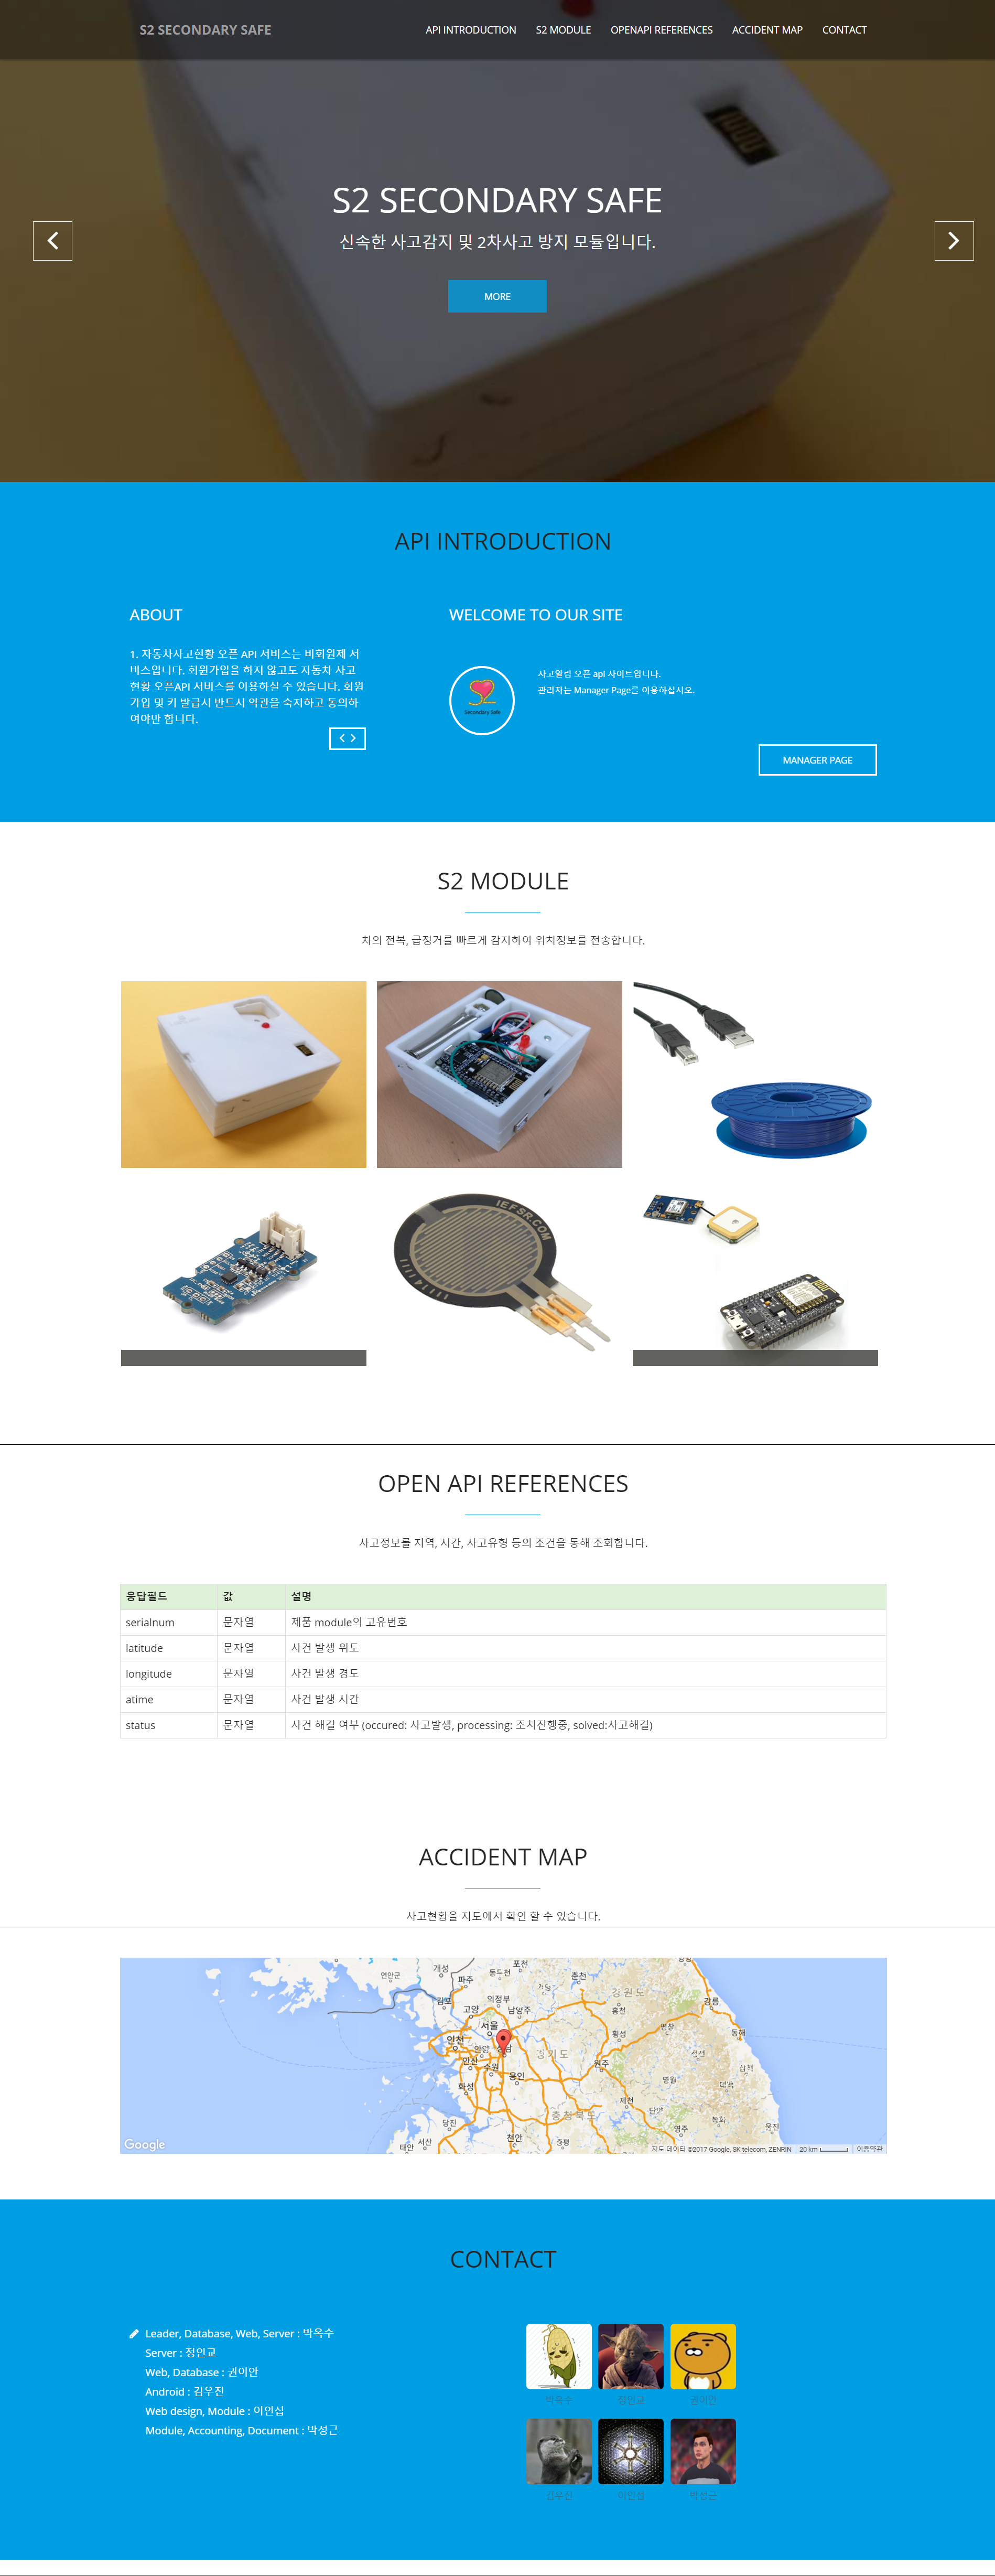 S2 SECONDARY SAFE
API INTRODUCTION
S2 MODULE
OPENAPI REFERENCES
ACCIDENT MAP
CONTACT
S2 SECONDARY SAFE
신속한 사고감지 및 2차사고 방지 모듈입니다.
MORE
API INTRODUCTION
ABOUT
1. 자동차사고현황 오픈 API 서비스는 비회원제 서
비스입니다. 회원가입을 하지 않고도 자동차 사고
현황 오픈API 서비스를 이용하실 수 있습니다. 회원
가입 및 키 발급시 반드시 약관을 숙지하고 동의하
여야만 합니다.
WELCOME TO OUR SITE
S2
Secondary Safe
사고알림 오픈 api 사이트입니다.
관리자는 Manager Page를 이용하십시오.
MANAGER PAGE
S2 MODULE
차의 전복, 급정거를 빠르게 감지하여 위치정보를 전송합니다.
IEFSR.COM
OPEN API REFERENCES
사고정보를 지역, 시간, 사고유형 등의 조건을 통해 조회합니다.
응답필드 값 설명
serialnum 문자열 제품 module의 고유번호
latitude 문자열 사건 발생 위도
longitude 문자열 사건 발생 경도
atime 문자열 사건 발생 시간
status 문자열 사건 해결 여부 (occured: 사고발생, processing: 조치진행중, solved:사고해결)
ACCIDENT MAP
사고현황을 지도에서 확인 할 수 있습니다.
개성
포천
연안군
파주
동두천
춘천
강원도
김포
의정부
고양
남양주
홍천
강릉
서울
인천
횡성
평창
동해
안양
성남
경기도
안산
수원
원주
용인
화성
영월
삼척
제천
태백
충청북도
단양
당진
봉화
울진
영주
천안
서산
태안
증평
Google
지도 데이터 ©2017 Google, SK telecom, ZENRIN
20 km
이용약관
CONTACT
Leader, Database, Web, Server : 박옥수
Server : 정인교
Web, Database : 권이안
Android : 김우진
Web design, Module : 이인섭
Module, Accounting, Document : 박성근
박옥수
정인교
권이안
김우진
이인섭
박성근